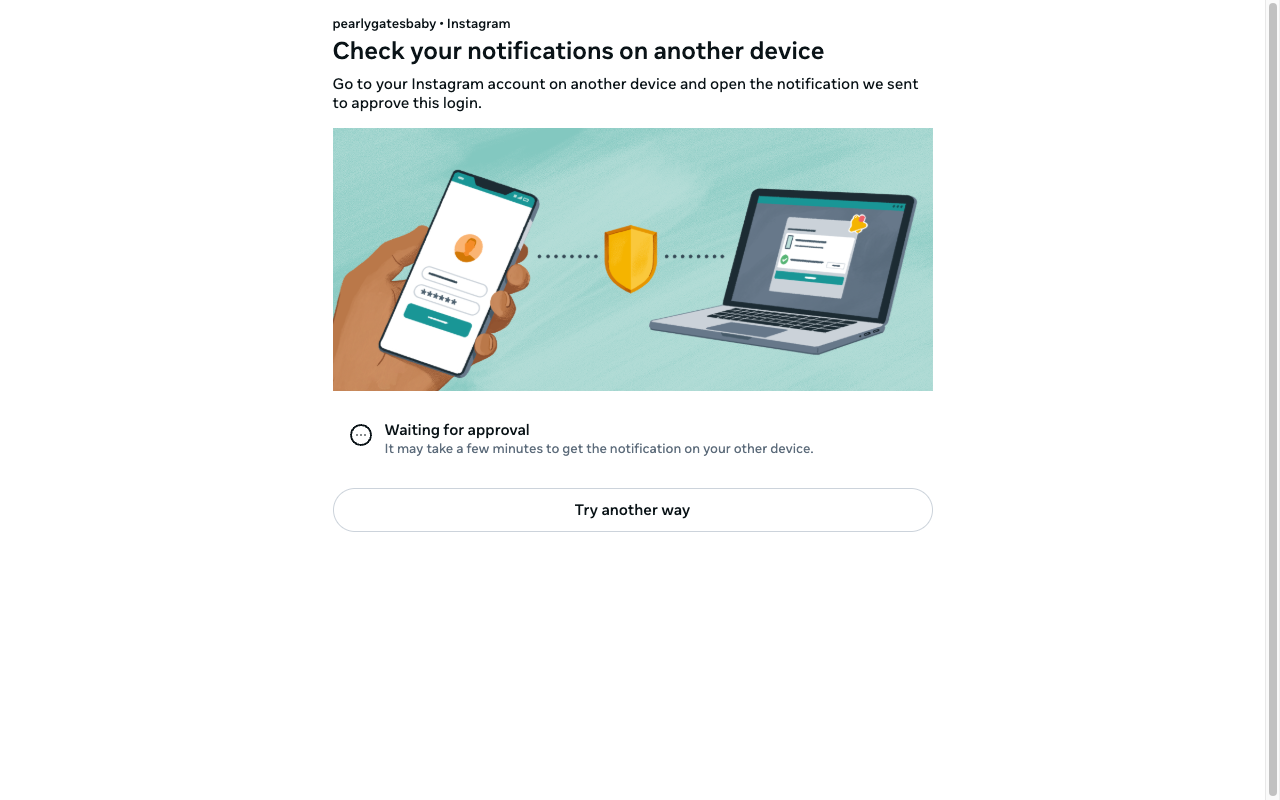 pearlygatesbaby • Instagram
Check your notifications on another device
Go to your Instagram account on another device and open the notification we sent
to approve this login.
Waiting for approval
It may take a few minutes to get the notification on your other device.
Try another way